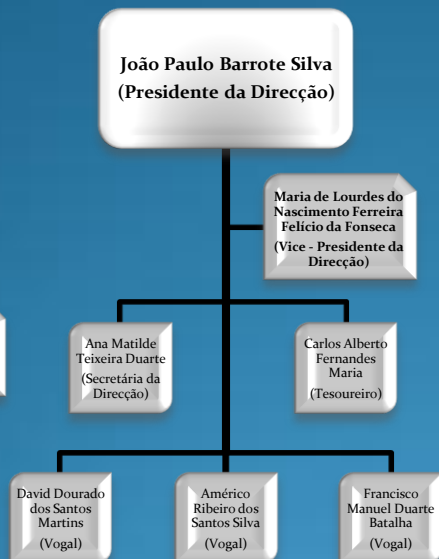 João Paulo Barrote Silva
(Presidente da Direcção)
Maria de Lourdes do
Nascimento Ferreira
Felício da Fonseca
(Vice - Presidente da
Direcção)
Ana Matilde
Teixeira Duarte
(Secretária da
Direcção)
Carlos Alberto
Fernandes
Maria
(Tesoureiro)
David Dourado
dos Santos
Martins
(Vogal)
Américo
Ribeiro dos
Santos Silva
(Vogal)
Francisco
Manuel Duarte
Batalha
(Vogal)